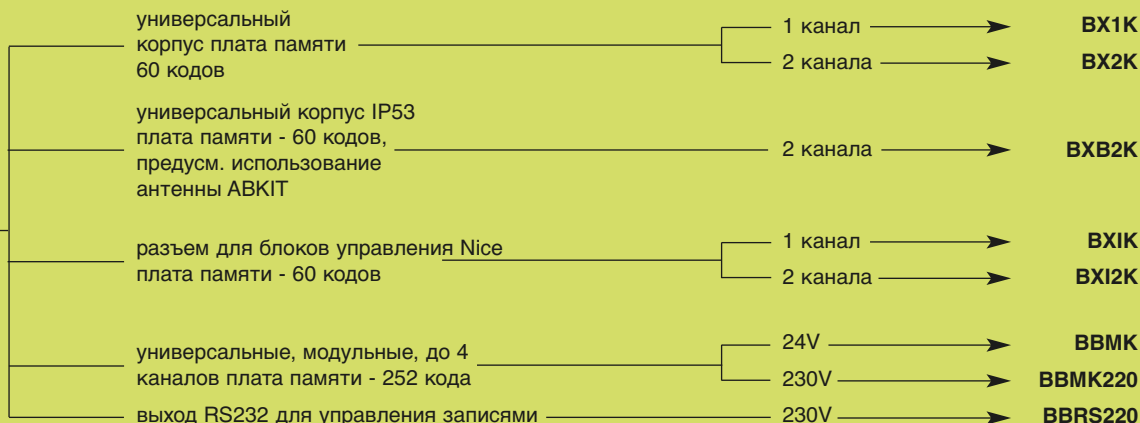 универсальный
корпус плата памяти
60 кодов
1 канал
BX1K
2 канала
BX2K
универсальный корпус IP53
плата памяти - 60 кодов,
предусм. использование
антенны ABKIT
2 канала
BXB2K
разъем для блоков управления Nice
плата памяти - 60 кодов
1 канал
BXIK
2 канала
BXI2K
универсальные, модульные, до 4
каналов плата памяти - 252 кода
24V
BBMK
230V
BBMK220
выход RS232 для управления записями
230V
BBRS220